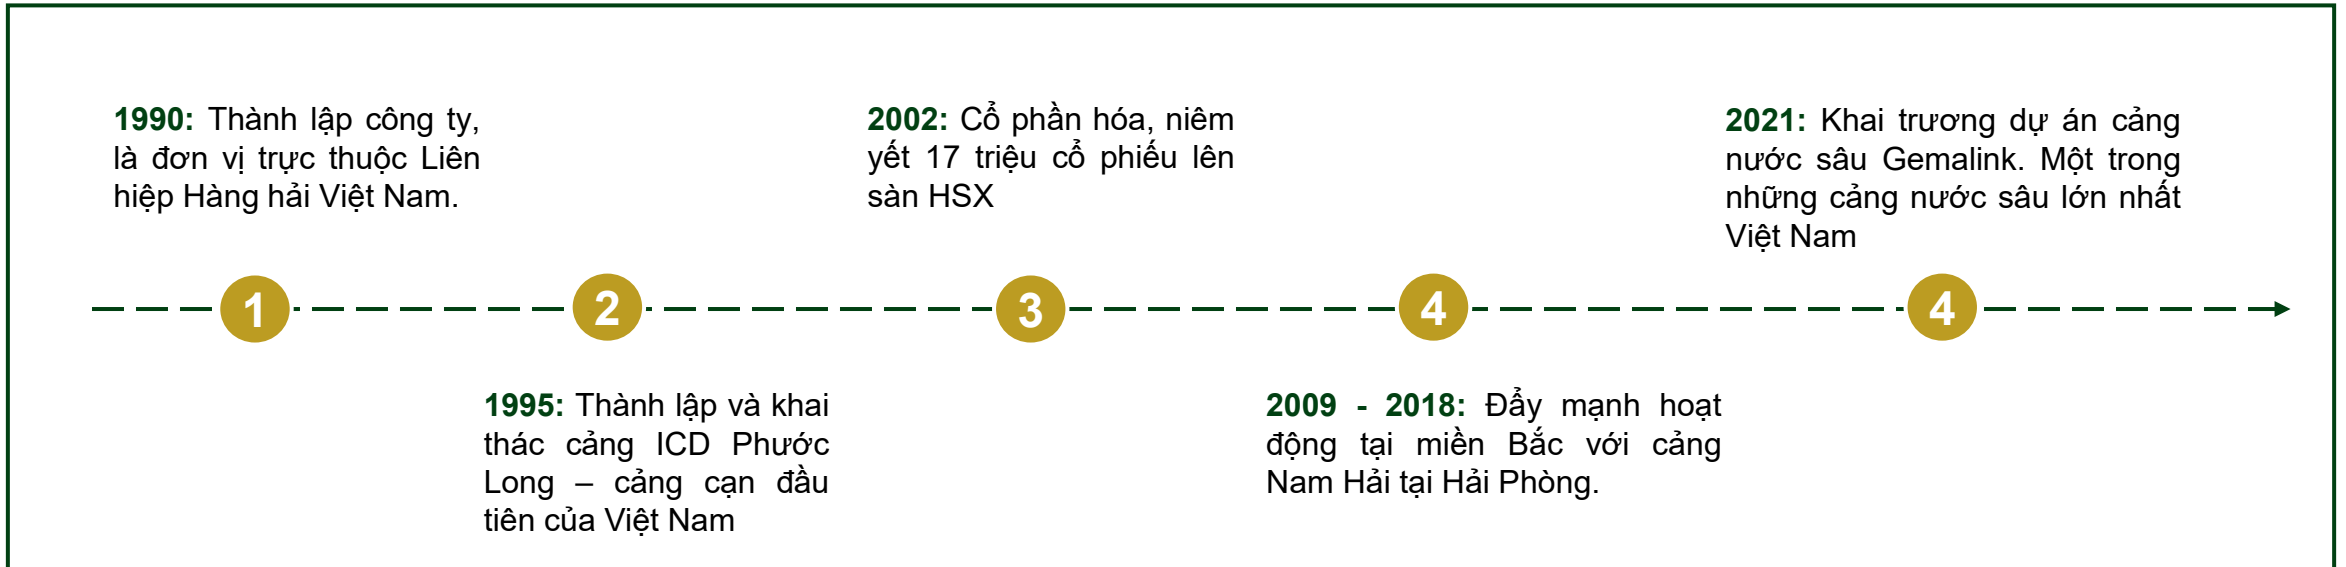 1990: Thành lập công ty,
là đơn vị trực thuộc Liên
hiệp Hàng hải Việt Nam.
2002: Cổ phần hóa, niêm
yết 17 triệu cổ phiếu lên
sàn HSX
2021: Khai trương dự án cảng
nước sâu Gemalink. Một trong
những cảng nước sâu lớn nhất
Việt Nam
1
2
3
4
4
1995: Thành lập và khai
thác cảng ICD Phước
Long – cảng cạn đầu
tiên của Việt Nam
2009 - 2018: Đẩy mạnh hoạt
động tại miền Bắc với cảng
Nam Hải tại Hải Phòng.